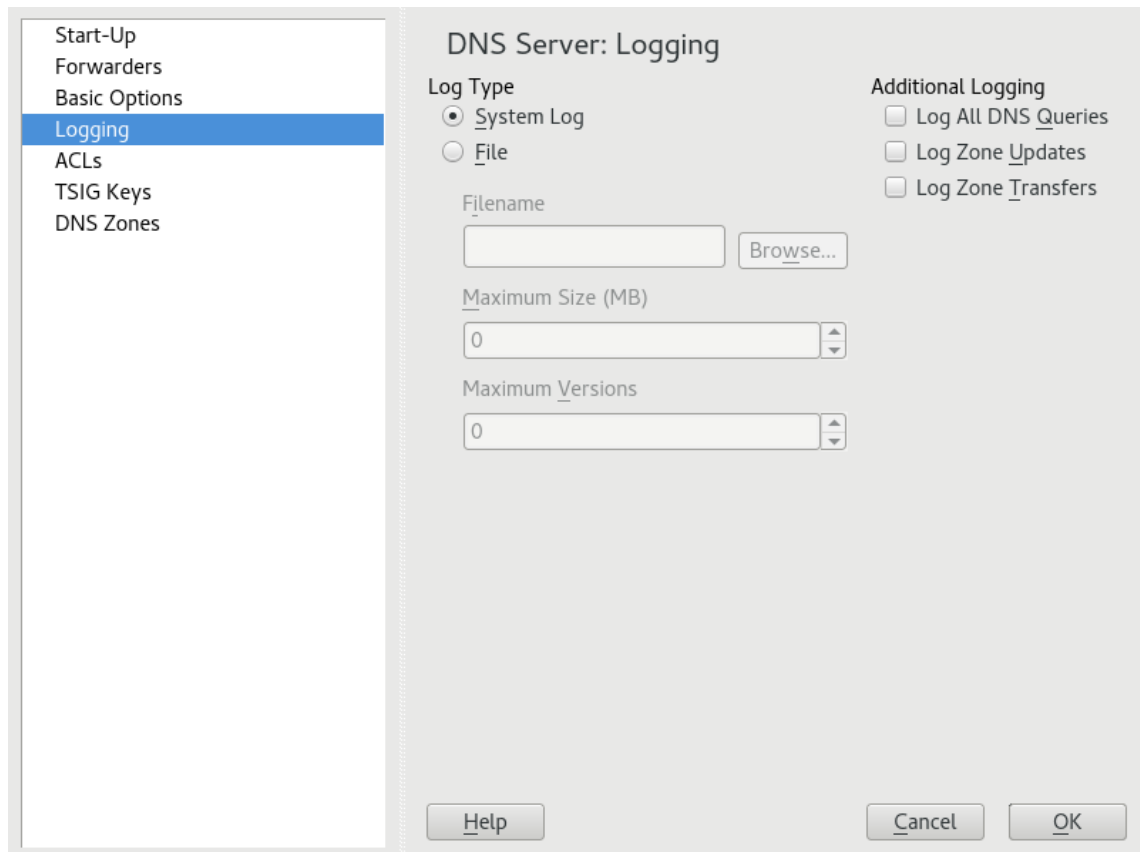 Start-Up
Forwarders
Basic Options
Logging
ACLs
TSIG Keys
DNS Zones
DNS Server: Logging
Log Type
System Log
File
Filename
Browse...
Maximum Size (MB)
0
Maximum Versions
0
Additional Logging
Log All DNS Queries
Log Zone Updates
Log Zone Transfers
Help
Cancel
OK